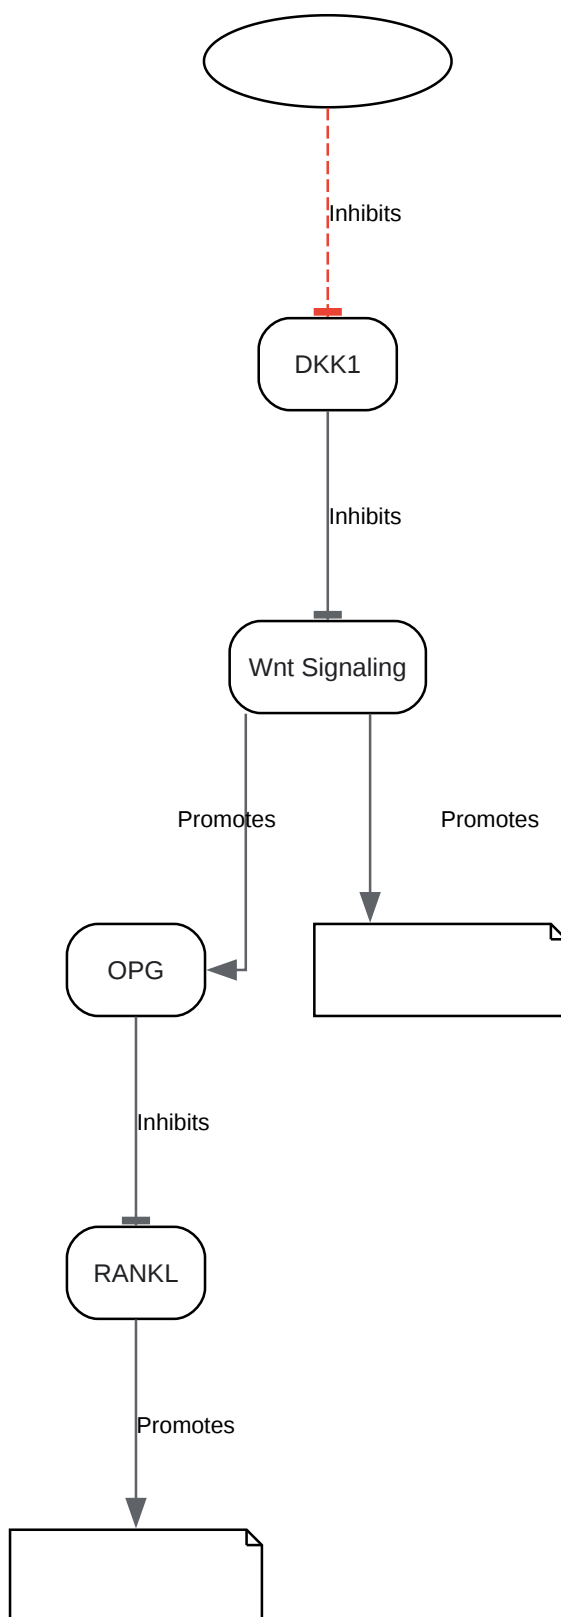 Inhibits
DKK1
Inhibits
Wnt Signaling
Promotes
Promotes
OPG
Inhibits
RANKL
Promotes